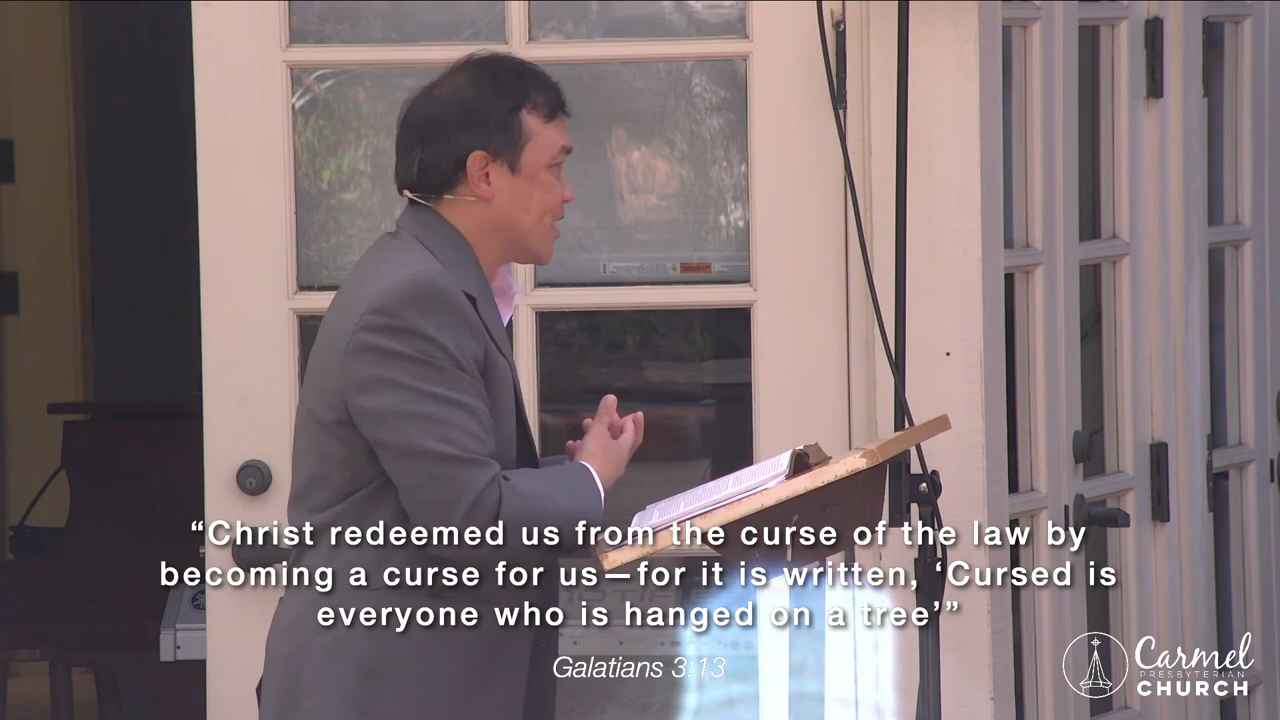 “Christ redeemed us from the curse of the law by
becoming a curse for us—for it is written, ‘Cursed is
everyone who is hanged on a tree’”
Galatians 3:13
Carmel
PRESBYTERIAN
CHURCH